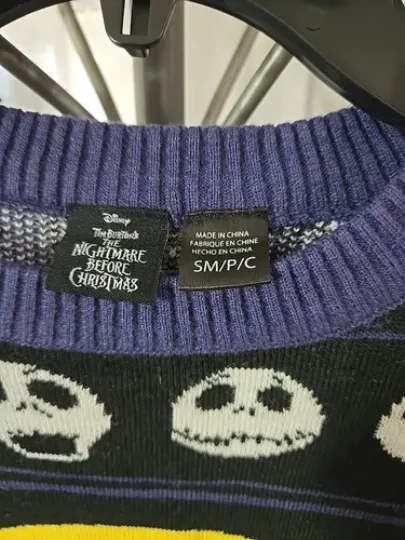 Disney
TIM BURTON'S
THE
NIGHTMARE
BEFORE
CHRISTMAS
MADE IN CHINA
FABRIQUÉ EN CHINE
HECHO EN CHINA
SM/P/C